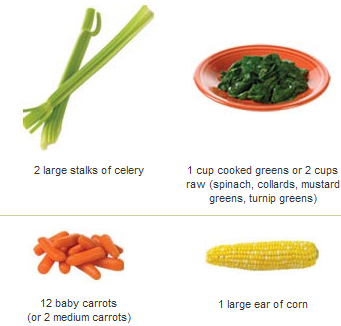 2 large stalks of celery
1 cup cooked greens or 2 cups
raw (spinach, collards, mustard
greens, turnip greens)
12 baby carrots
(or 2 medium carrots)
1 large ear of corn